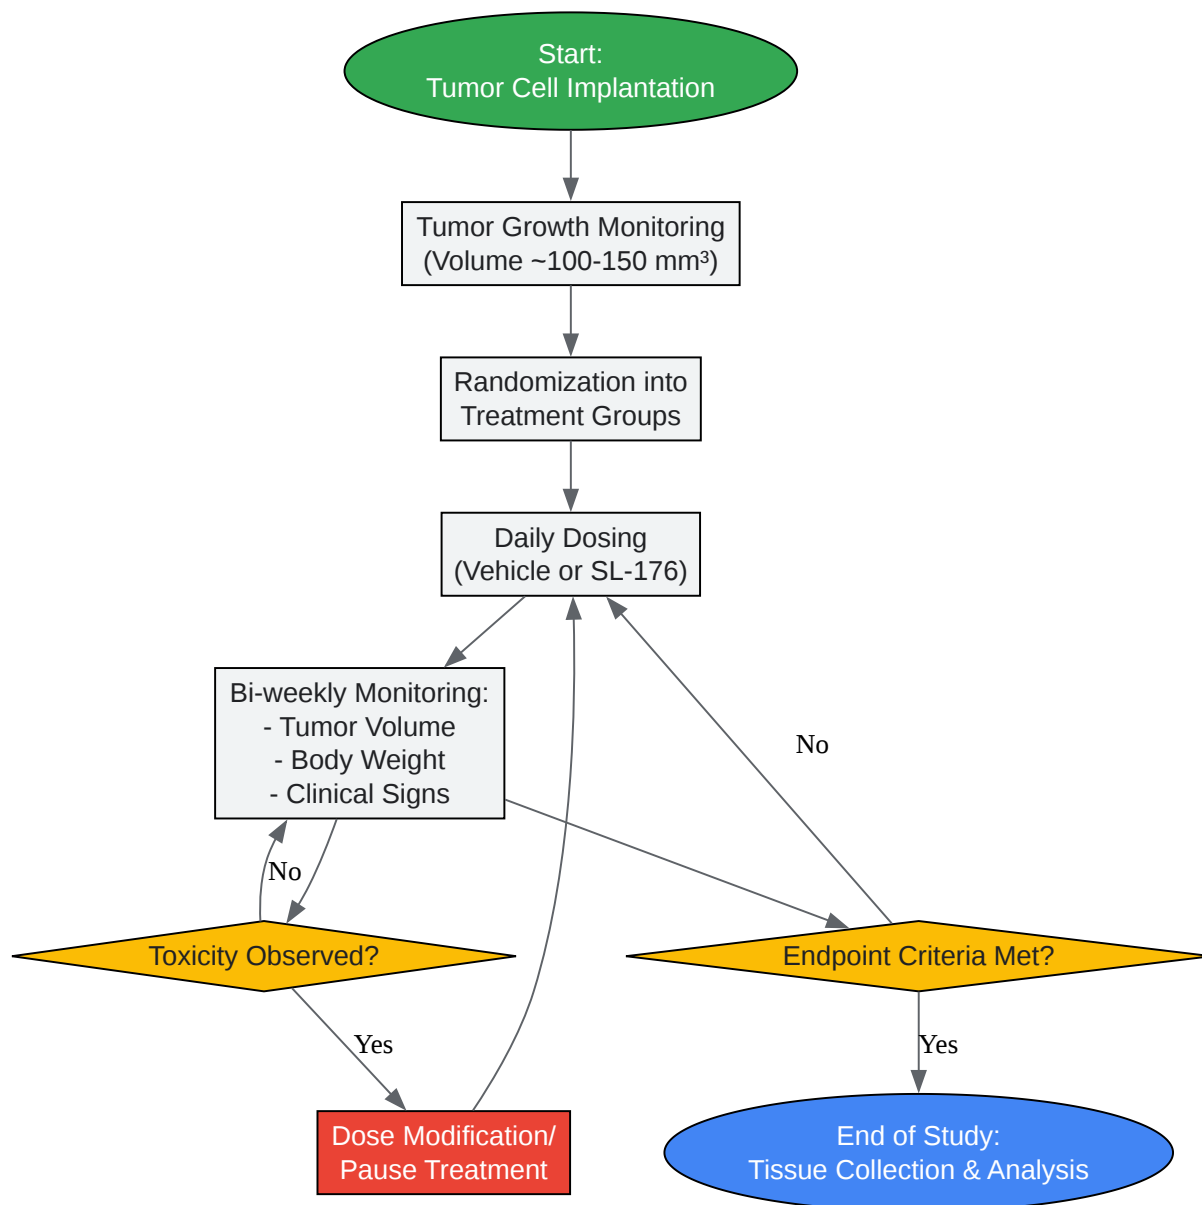 Start:
Tumor Cell Implantation
Tumor Growth Monitoring
(Volume ~100-150 mm³)
Randomization into
Treatment Groups
Daily Dosing
(Vehicle or SL-176)
Bi-weekly Monitoring:
- Tumor Volume
- Body Weight
- Clinical Signs
No
No
Toxicity Observed?
Endpoint Criteria Met?
Yes
Yes
Dose Modification/
Pause Treatment
End of Study:
Tissue Collection & Analysis